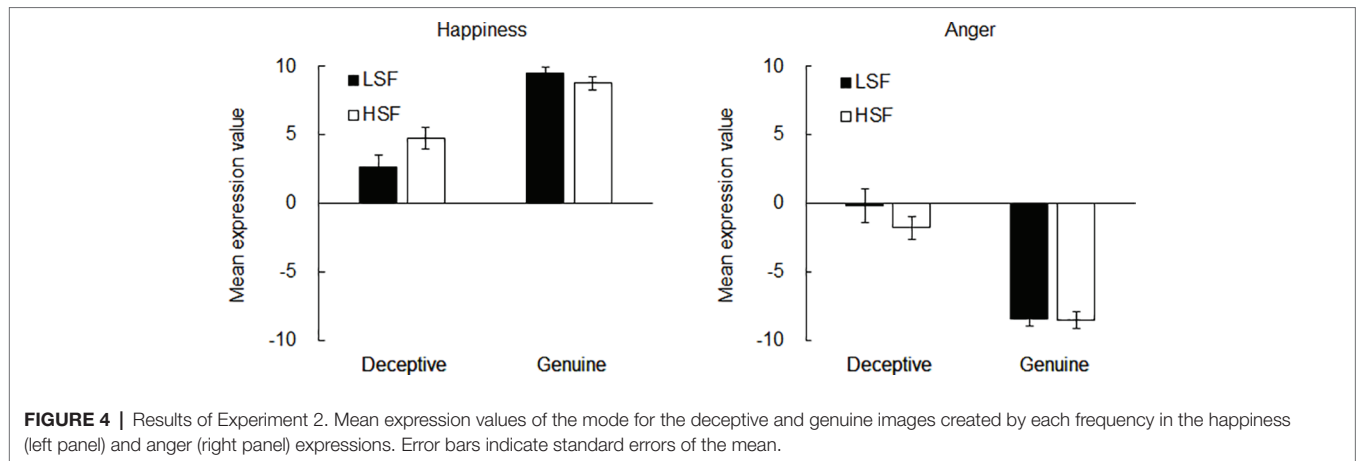 Happiness
Mean expression value
10
5
0
-5
-10
LSF
HSF
Deceptive
Genuine
Anger
Mean expression value
10
5
0
-5
-10
LSF
HSF
Deceptive
Genuine
FIGURE 4 | Results of Experiment 2. Mean expression values of the mode for the deceptive and genuine images created by each frequency in the happiness
(left panel) and anger (right panel) expressions. Error bars indicate standard errors of the mean.